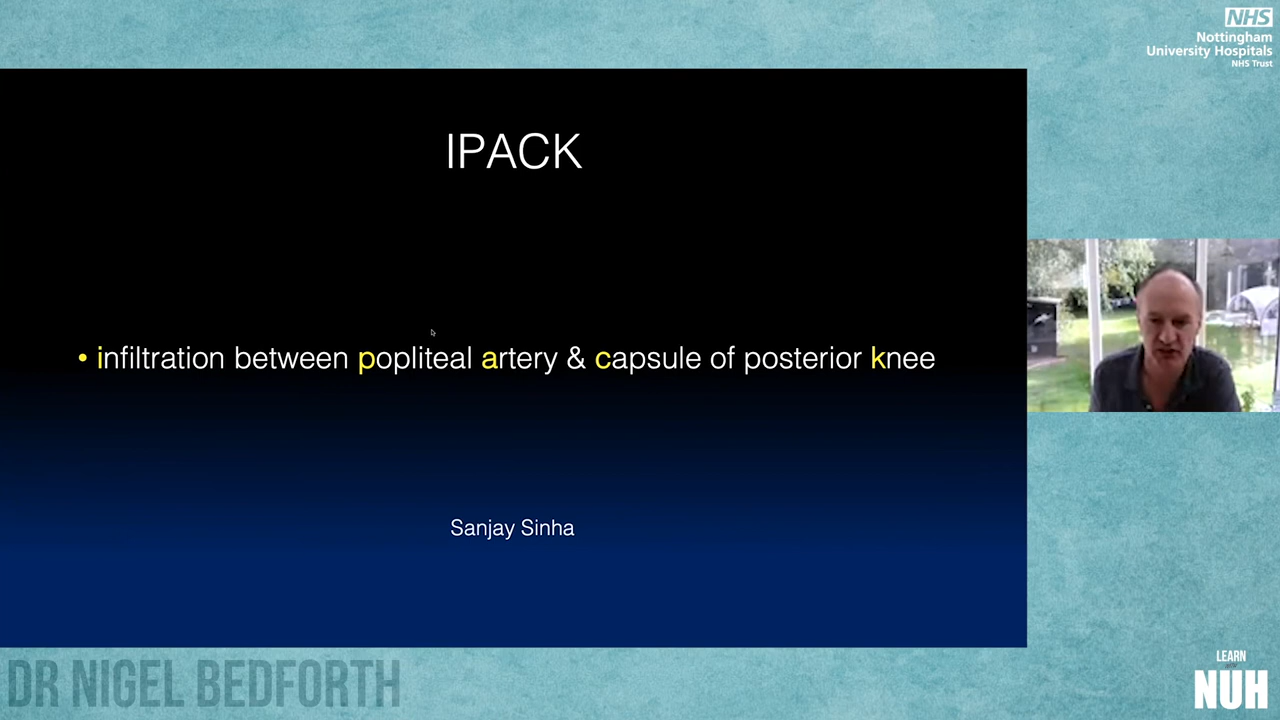 NHS
Nottingham
University Hospitals
NHS Trust
IPACK
• infiltration between popliteal artery & capsule of posterior knee
Sanjay Sinha
DR NIGEL BEDFORTH
LEARN
NUH